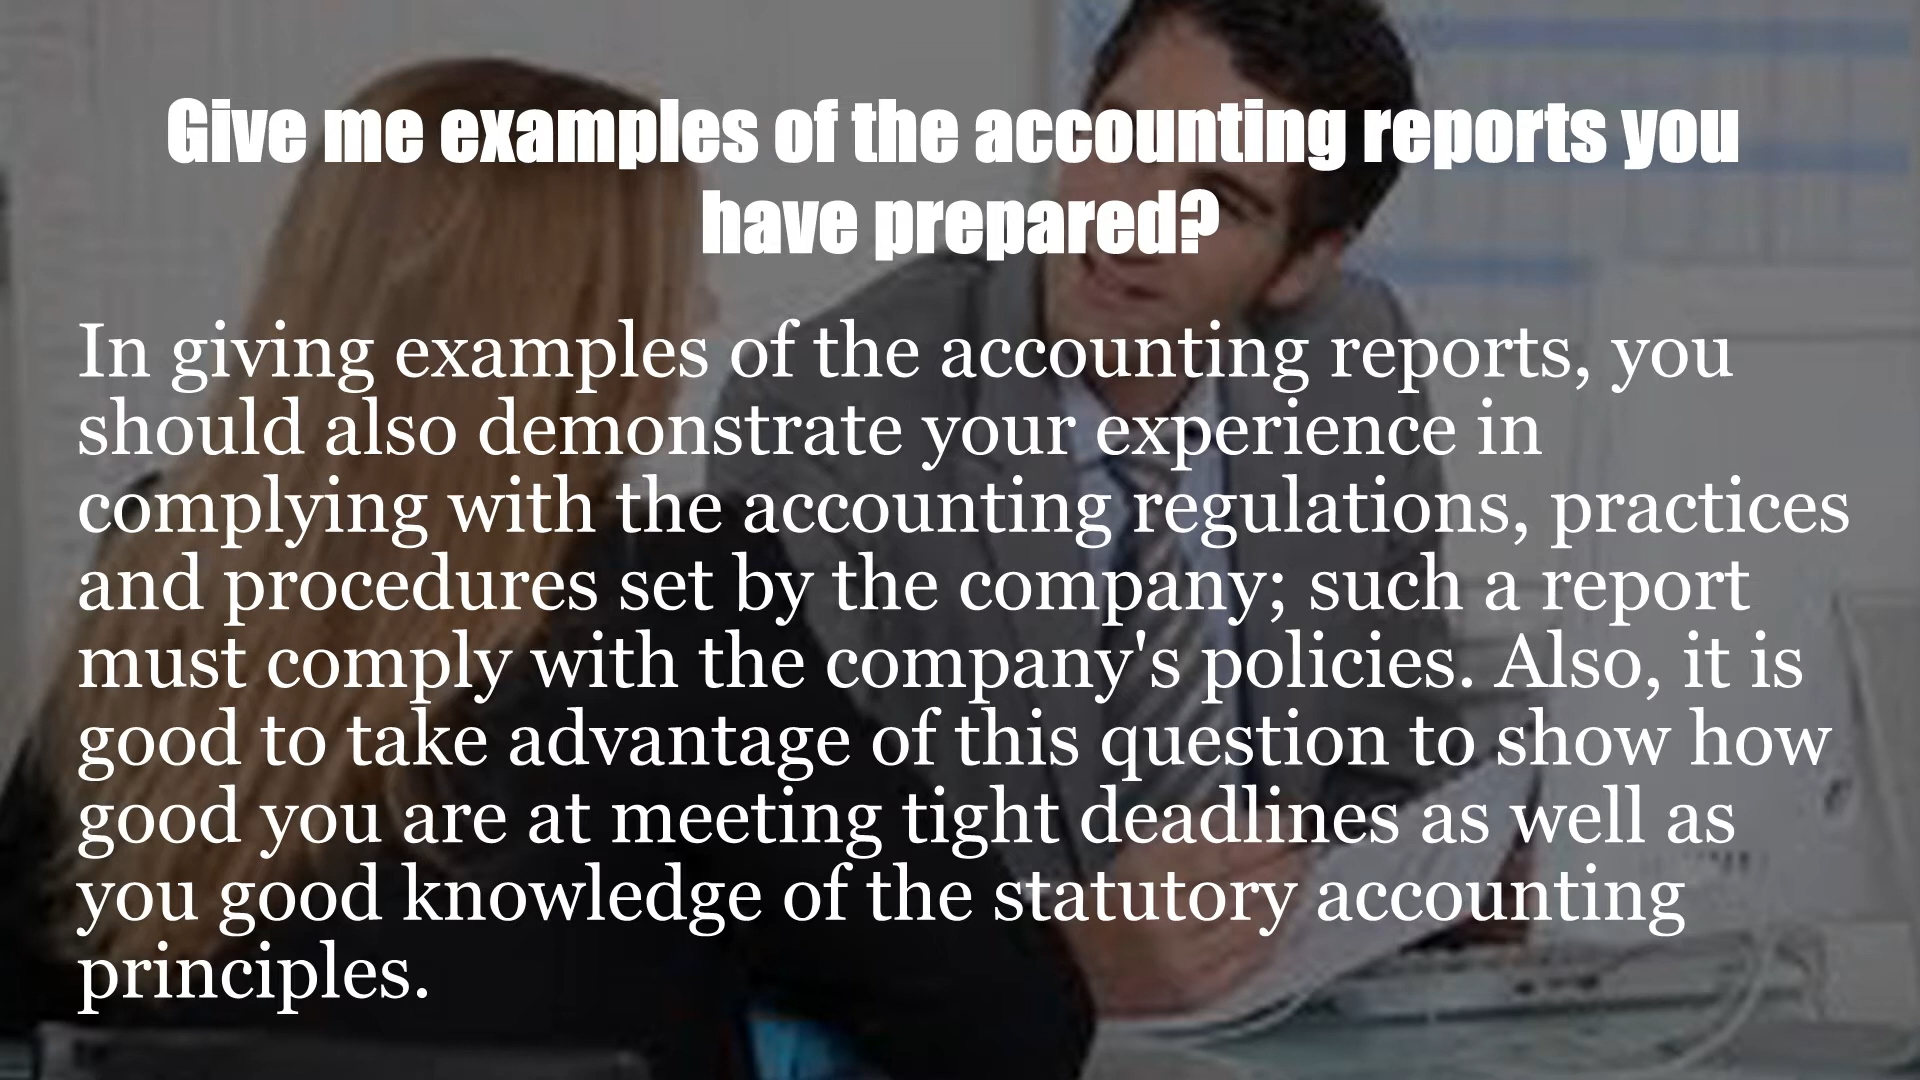 Give me examples of the accounting reports you
have prepared?
In giving examples of the accounting reports, you
should also demonstrate your experience in
complying with the accounting regulations, practices
and procedures set by the company; such a report
must comply with the company's policies. Also, it is
good to take advantage of this question to show how
good you are at meeting tight deadlines as well as
you good knowledge of the statutory accounting
principles.